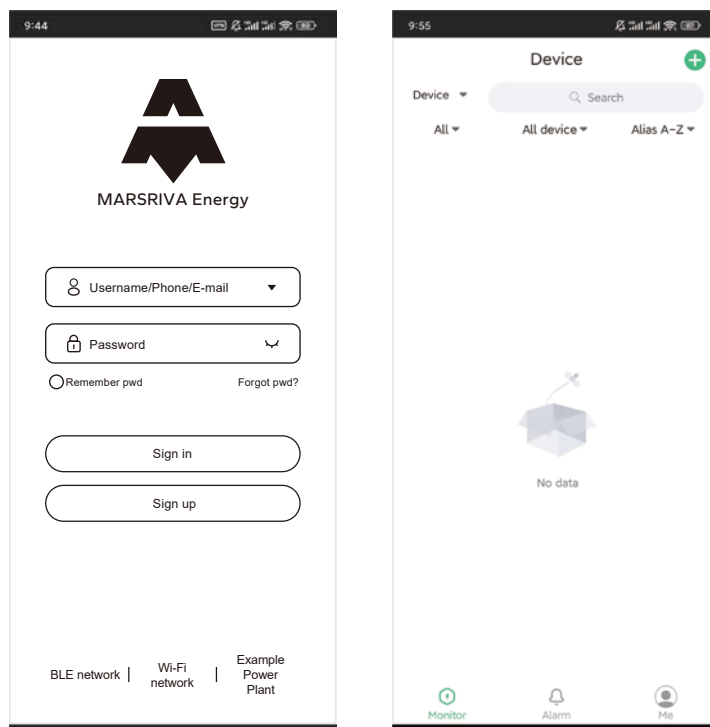 9:44
MARSRIVA Energy
Username/Phone/E-mail
Password
Remember pwd Forgot pwd?
Sign in
Sign up
BLE network | Wi-Fi network | Example Power Plant
9:55
Device
Device Search
All All device Alias A-Z
No data
Monitor Alarm Me